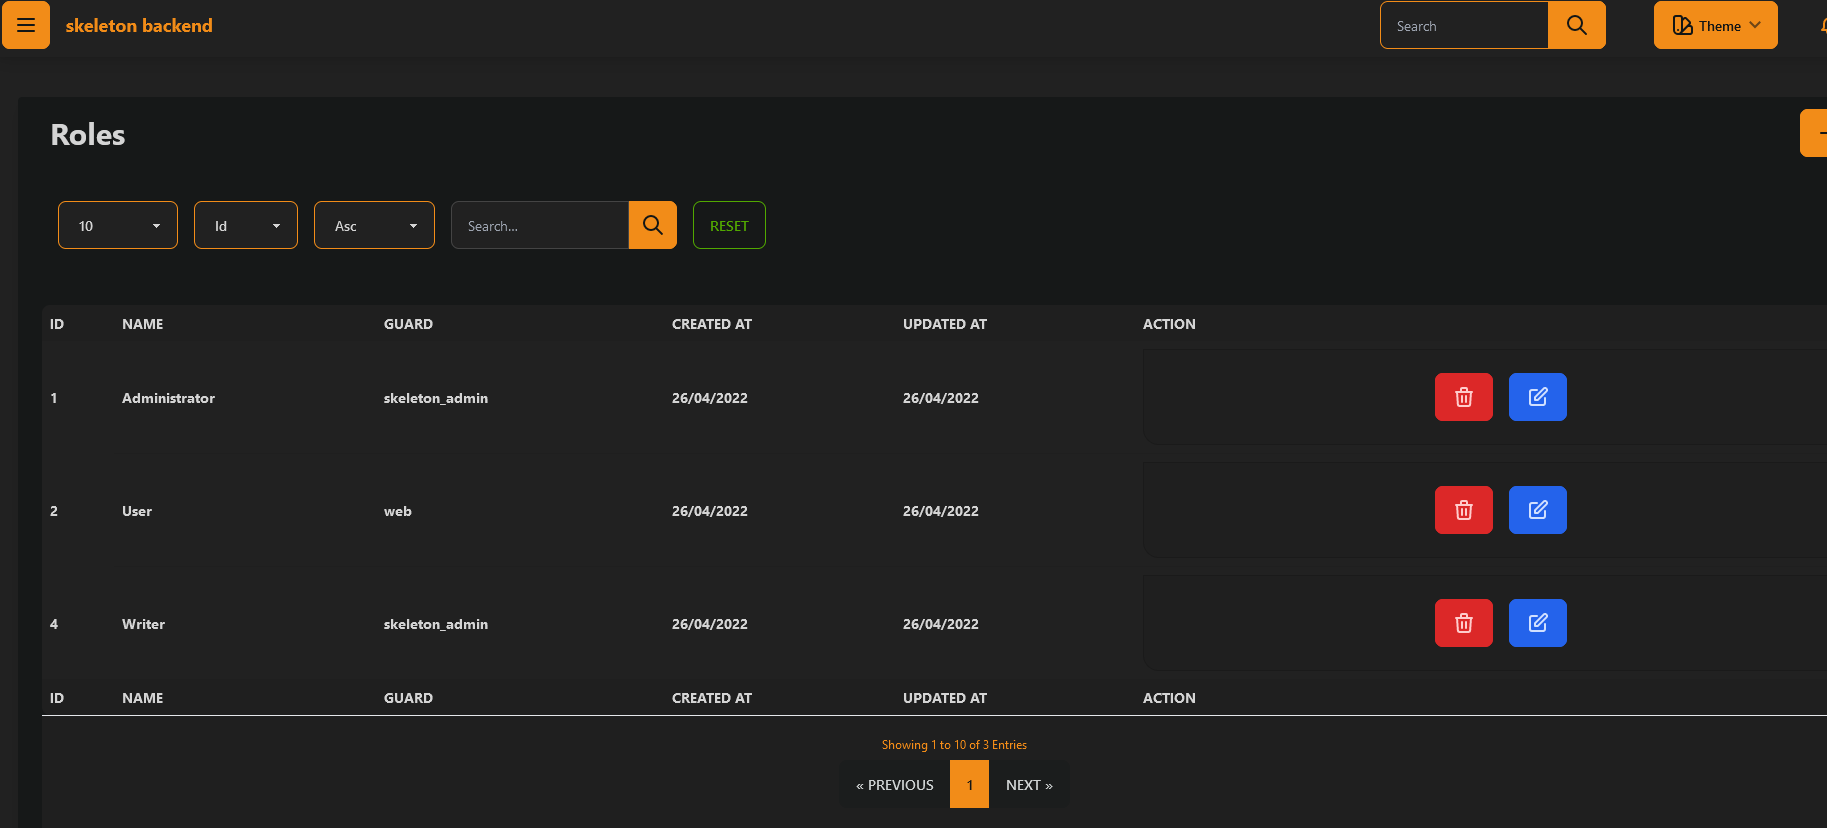 skeleton backend Search Theme
Roles
10 Id Asc Search... RESET
ID NAME GUARD CREATED AT UPDATED AT ACTION
1 Administrator skeleton_admin 26/04/2022 26/04/2022
2 User web 26/04/2022 26/04/2022
4 Writer skeleton_admin 26/04/2022 26/04/2022
ID NAME GUARD CREATED AT UPDATED AT ACTION
Showing 1 to 10 of 3 Entries
« PREVIOUS 1 NEXT »